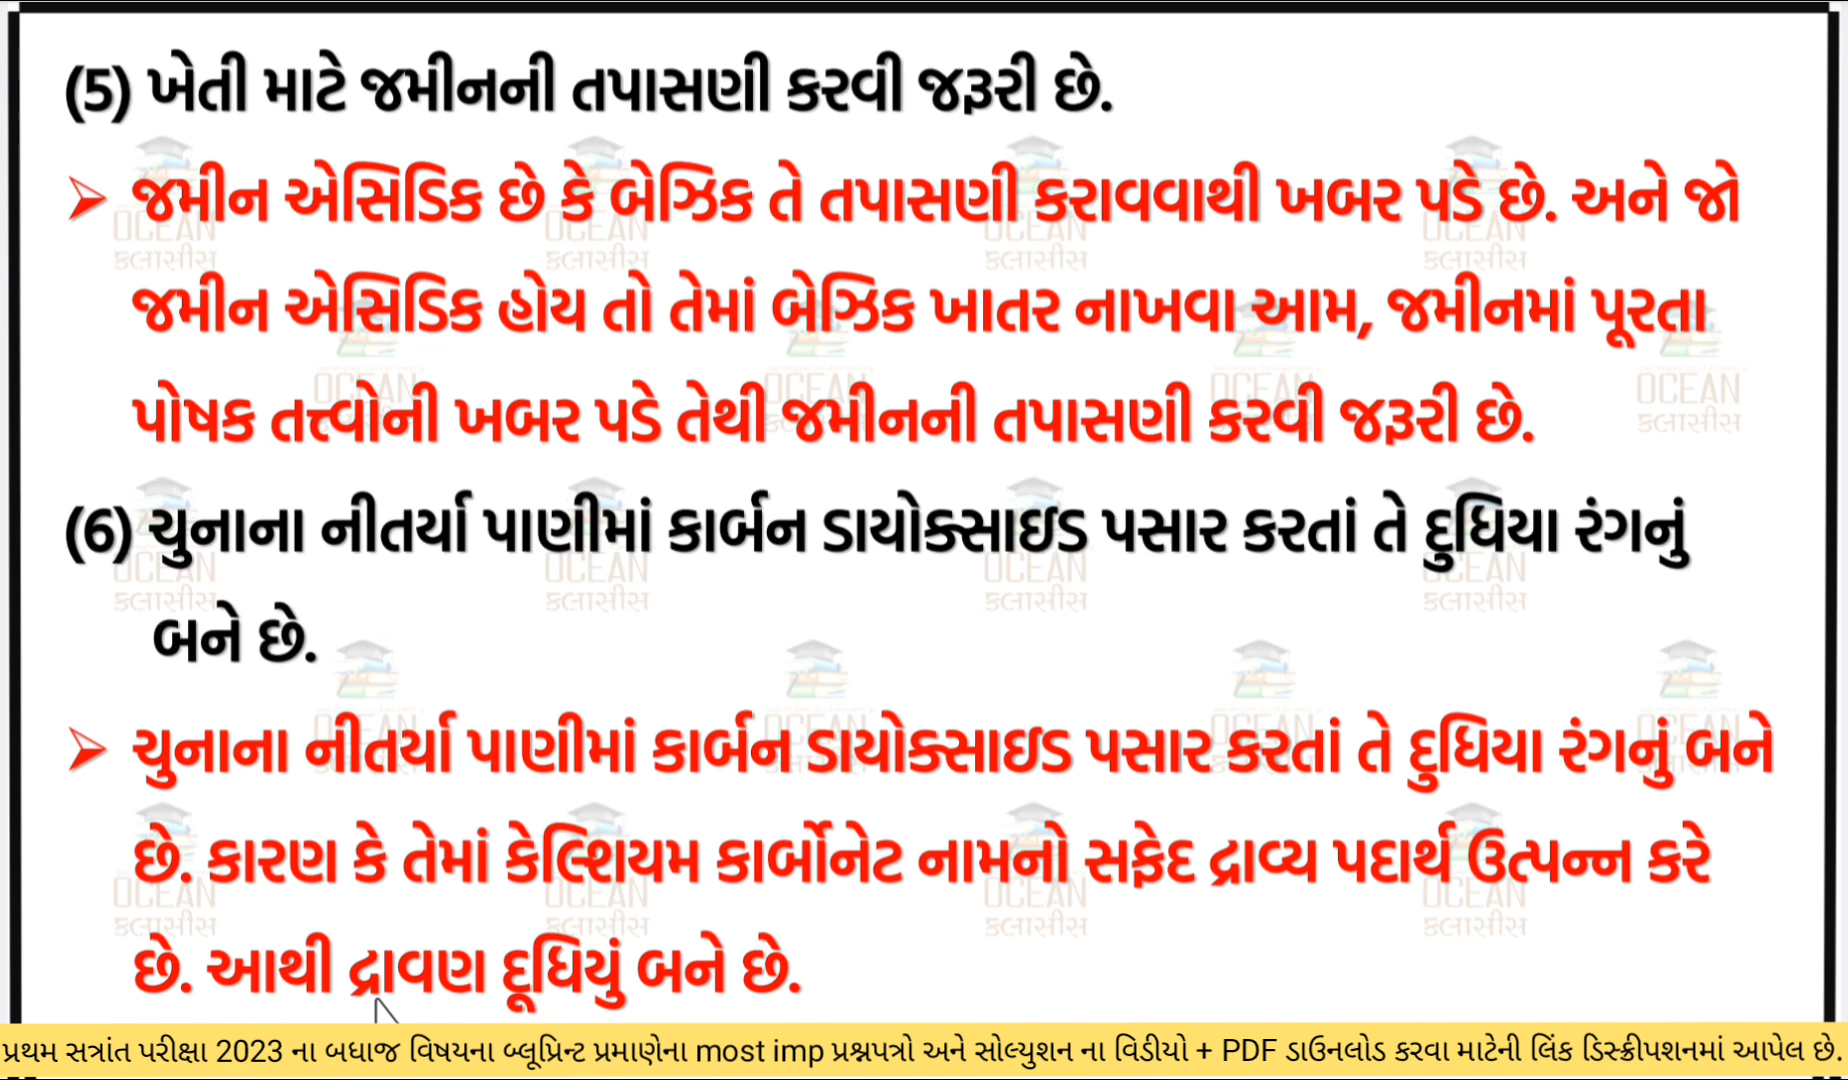 (5) ખેતી માટે જમીનની તપાસણી કરવી જરૂરી છે.
➢ જમીન એસિડિક છે કે બેઝિક તે તપાસણી કરાવવાથી ખબર પડે છે. અને જો
જમીન એસિડિક હોય તો તેમાં બેઝિક ખાતર નાખવા આમ, જમીનમાં પૂરતા
પોષક તત્ત્વોની ખબર પડે તેથી જમીનની તપાસણી કરવી જરૂરી છે.
(6) ચુનાના નીતર્યા પાણીમાં કાર્બન ડાયોક્સાઇડ પસાર કરતાં તે દુધિયા રંગનું
બને છે.
➢ ચુનાના નીતર્યા પાણીમાં કાર્બન ડાયોક્સાઇડ પસાર કરતાં તે દુધિયા રંગનું બને
છે. કારણ કે તેમાં કેલ્શિયમ કાર્બોનેટ નામનો સફેદ દ્રાવ્ય પદાર્થ ઉત્પન્ન કરે
છે. આથી દ્રાવણ દૂધિયું બને છે.
OCEAN
ક્લાસીસ
પ્રથમ સત્રાંત પરીક્ષા 2023 ના બધાજ વિષયના બ્લૂપ્રિન્ટ પ્રમાણેના most imp પ્રશ્નપત્રો અને સોલ્યુશન ના વિડીયો + PDF ડાઉનલોડ કરવા માટેની લિંક ડિસ્ક્રીપશનમાં આપેલ છે.